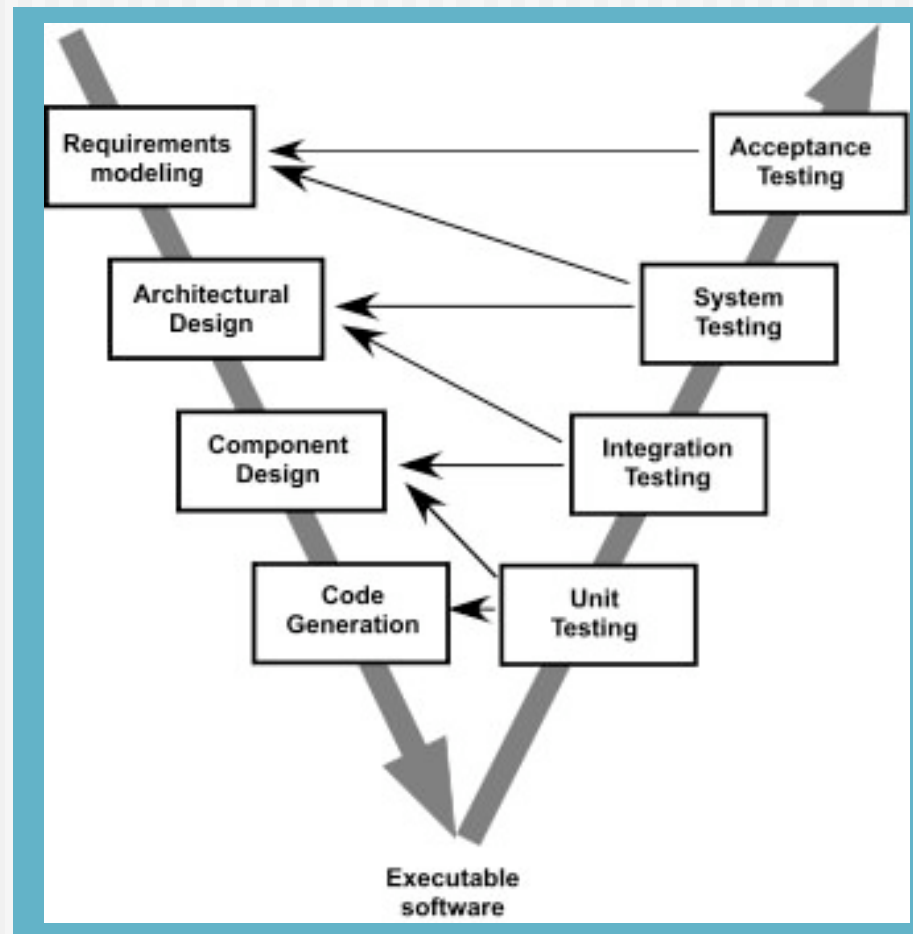 Requirements
modeling
Acceptance
Testing
Architectural
Design
System
Testing
Component
Design
Integration
Testing
Code
Generation
Unit
Testing
Executable
software